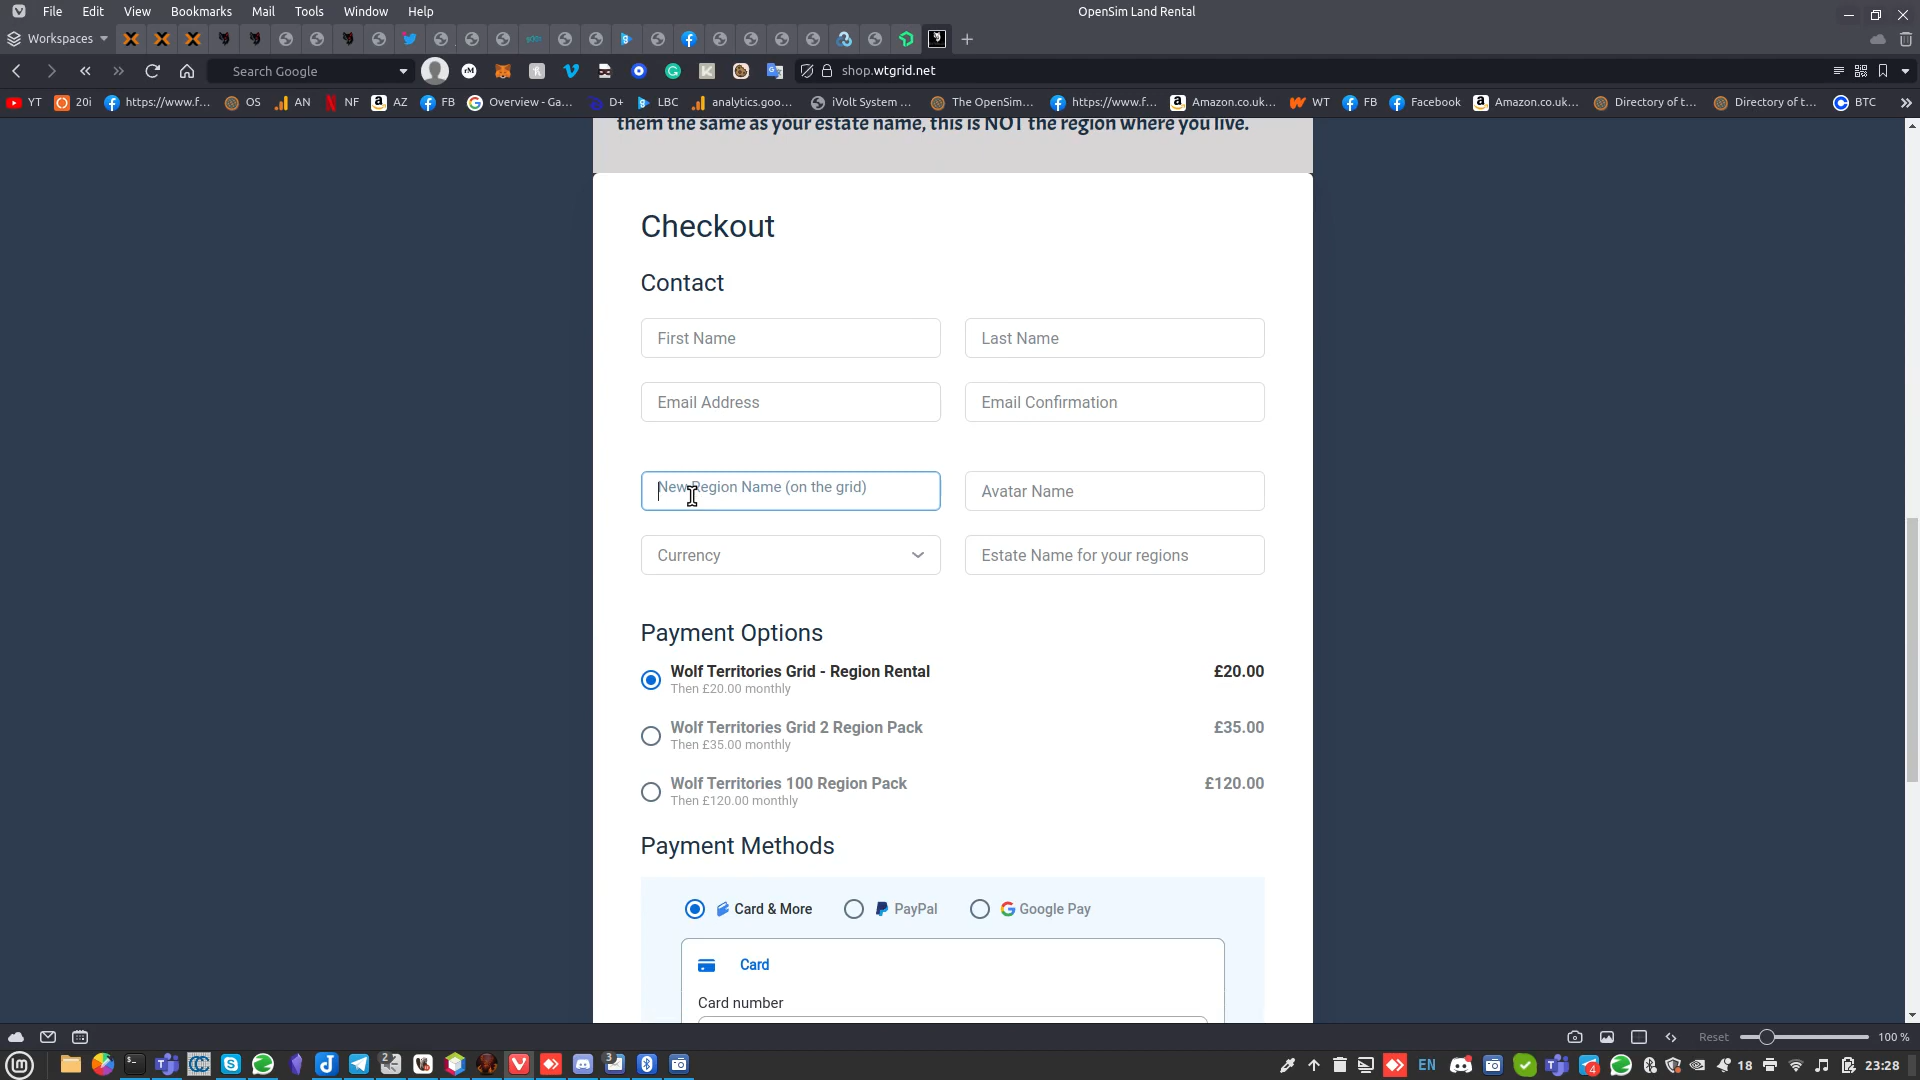 File Edit View Bookmarks Mail Tools Window Help
OpenSim Land Rental
Workspaces
Search Google
shop.wtgrid.net
YT 20i https://www.f... OS AN NF AZ FB Overview - Ga... D+ LBC analytics.goo... iVolt System ... The OpenSim... https://www.f... Amazon.co.uk... WT FB Facebook Amazon.co.uk... Directory of t... Directory of t... BTC
them the same as your estate name, this is NOT the region where you live.
Checkout
Contact
First Name Last Name
Email Address Email Confirmation
New Region Name (on the grid) Avatar Name
Currency Estate Name for your regions
Payment Options
Wolf Territories Grid - Region Rental £20.00
Then £20.00 monthly
Wolf Territories Grid 2 Region Pack £35.00
Then £35.00 monthly
Wolf Territories 100 Region Pack £120.00
Then £120.00 monthly
Payment Methods
Card & More PayPal Google Pay
Card
Card number
Reset 100 %
2 3 EN 4 18 23:28